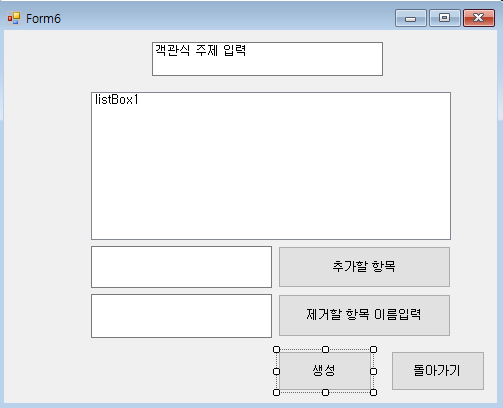 Form6
객관식 주제 입력
listBox1
추가할 항목
제거할 항목 이름입력
생성
돌아가기